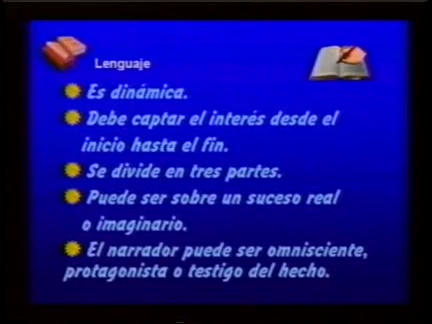 Lenguaje
Es dinámica.
Debe captar el interés desde el
inicio hasta el fin.
Se divide en tres partes.
Puede ser sobre un suceso real
o imaginario.
El narrador puede ser omnisciente,
protagonista o testigo del hecho.